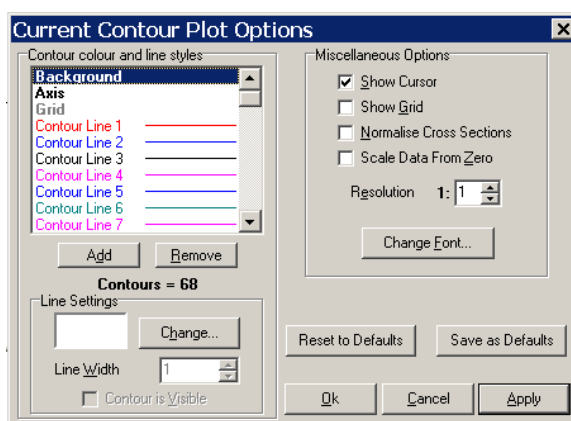 Current Contour Plot Options
Contour colour and line styles
Background
Axis
Grid
Contour Line 1
Contour Line 2
Contour Line 3
Contour Line 4
Contour Line 5
Contour Line 6
Contour Line 7
Add
Remove
Contours = 68
Line Settings
Change...
Line Width
1
Contour is Visible
Miscellaneous Options
Show Cursor
Show Grid
Normalise Cross Sections
Scale Data From Zero
Resolution 1: 1
Change Font...
Reset to Defaults
Save as Defaults
Ok
Cancel
Apply